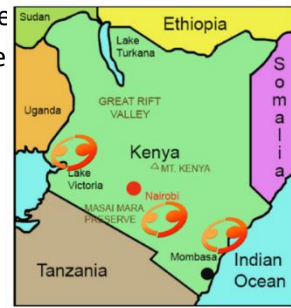 e
e
Sudan
Ethiopia
Lake
Turkana
Somalia
GREAT RIFT
VALLEY
Uganda
Kenya
MT. KENYA
Lake
Victoria
Nairobi
MASAI MARA
PRESERVE
Mombasa
Indian
Ocean
Tanzania